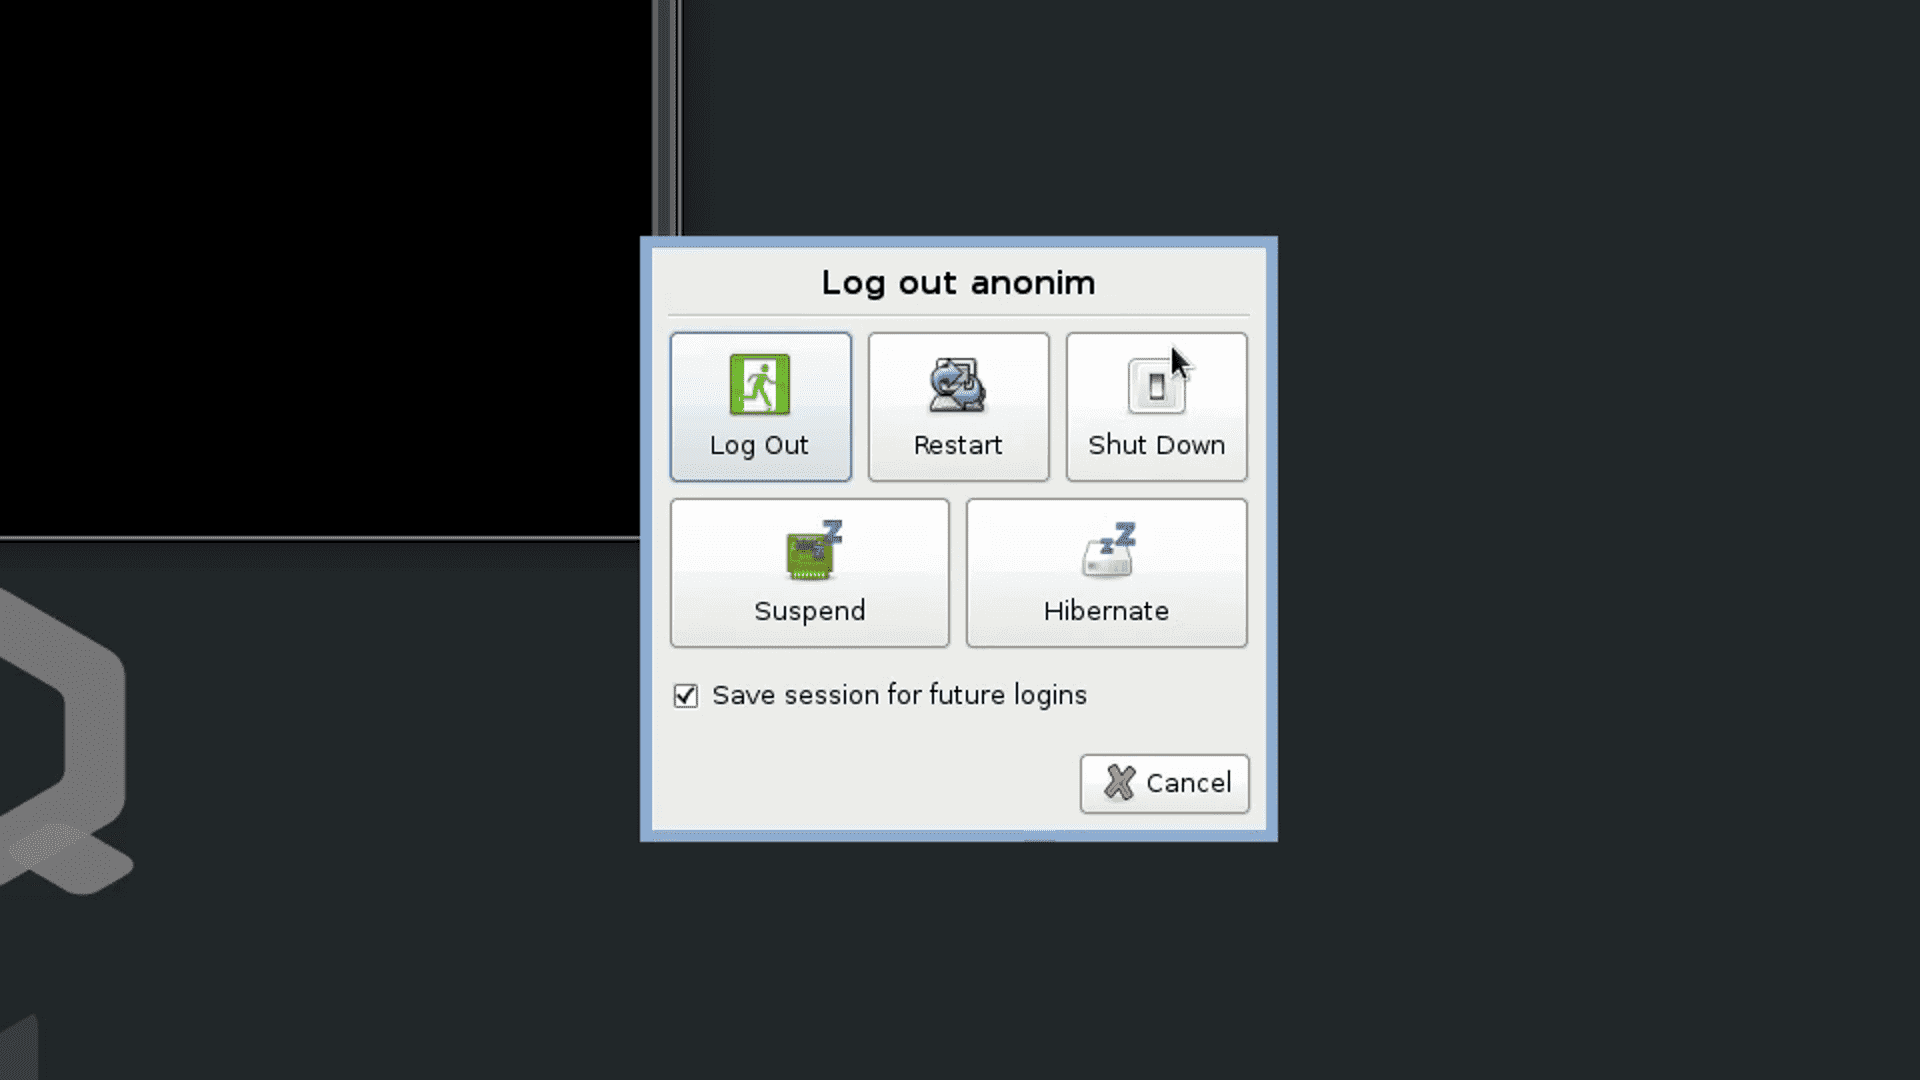 Log out anonim
Log Out
Restart
Shut Down
Suspend
Hibernate
Save session for future logins
Cancel